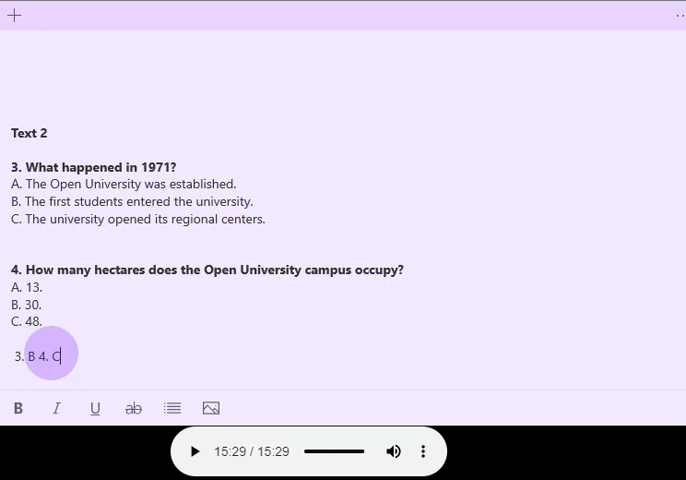 Text 2
3. What happened in 1971?
A. The Open University was established.
B. The first students entered the university.
C. The university opened its regional centers.
4. How many hectares does the Open University campus occupy?
A. 13.
B. 30.
C. 48.
3. B 4. C
B I U ab
15:29 / 15:29